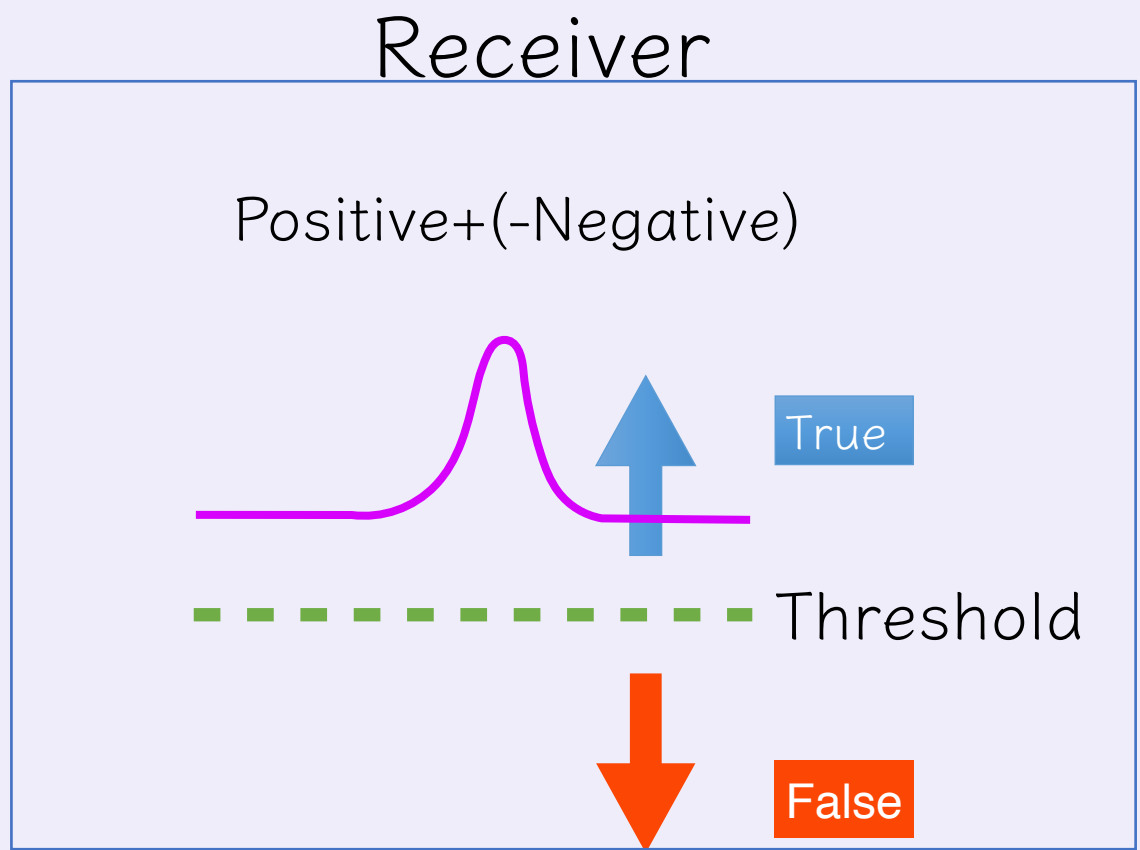 Receiver
Positive+(-Negative)
True
Threshold
False